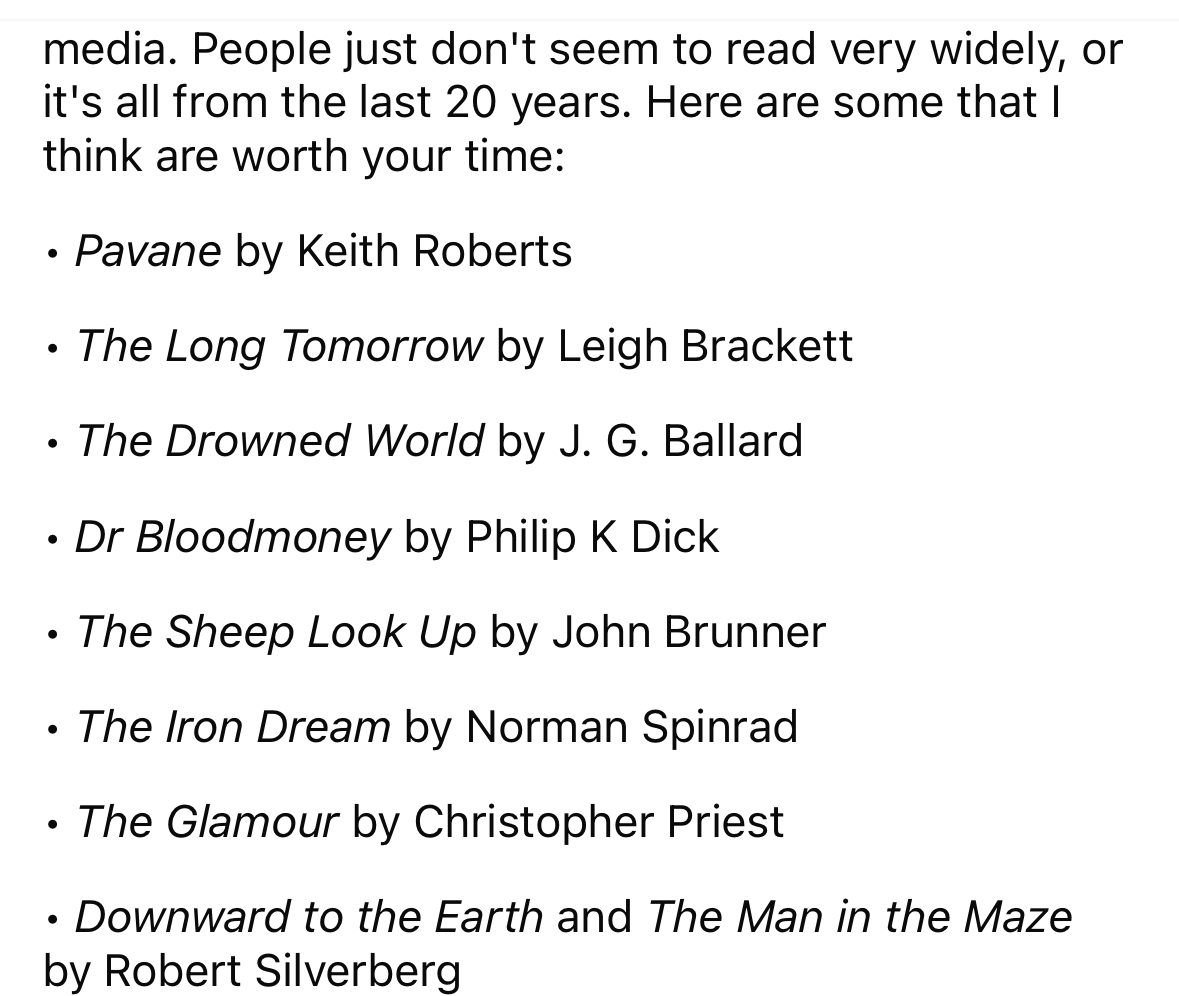 media. People just don't seem to read very widely, or
it's all from the last 20 years. Here are some that I
think are worth your time:
• Pavane by Keith Roberts
• The Long Tomorrow by Leigh Brackett
• The Drowned World by J. G. Ballard
• Dr Bloodmoney by Philip K Dick
• The Sheep Look Up by John Brunner
• The Iron Dream by Norman Spinrad
• The Glamour by Christopher Priest
• Downward to the Earth and The Man in the Maze
by Robert Silverberg